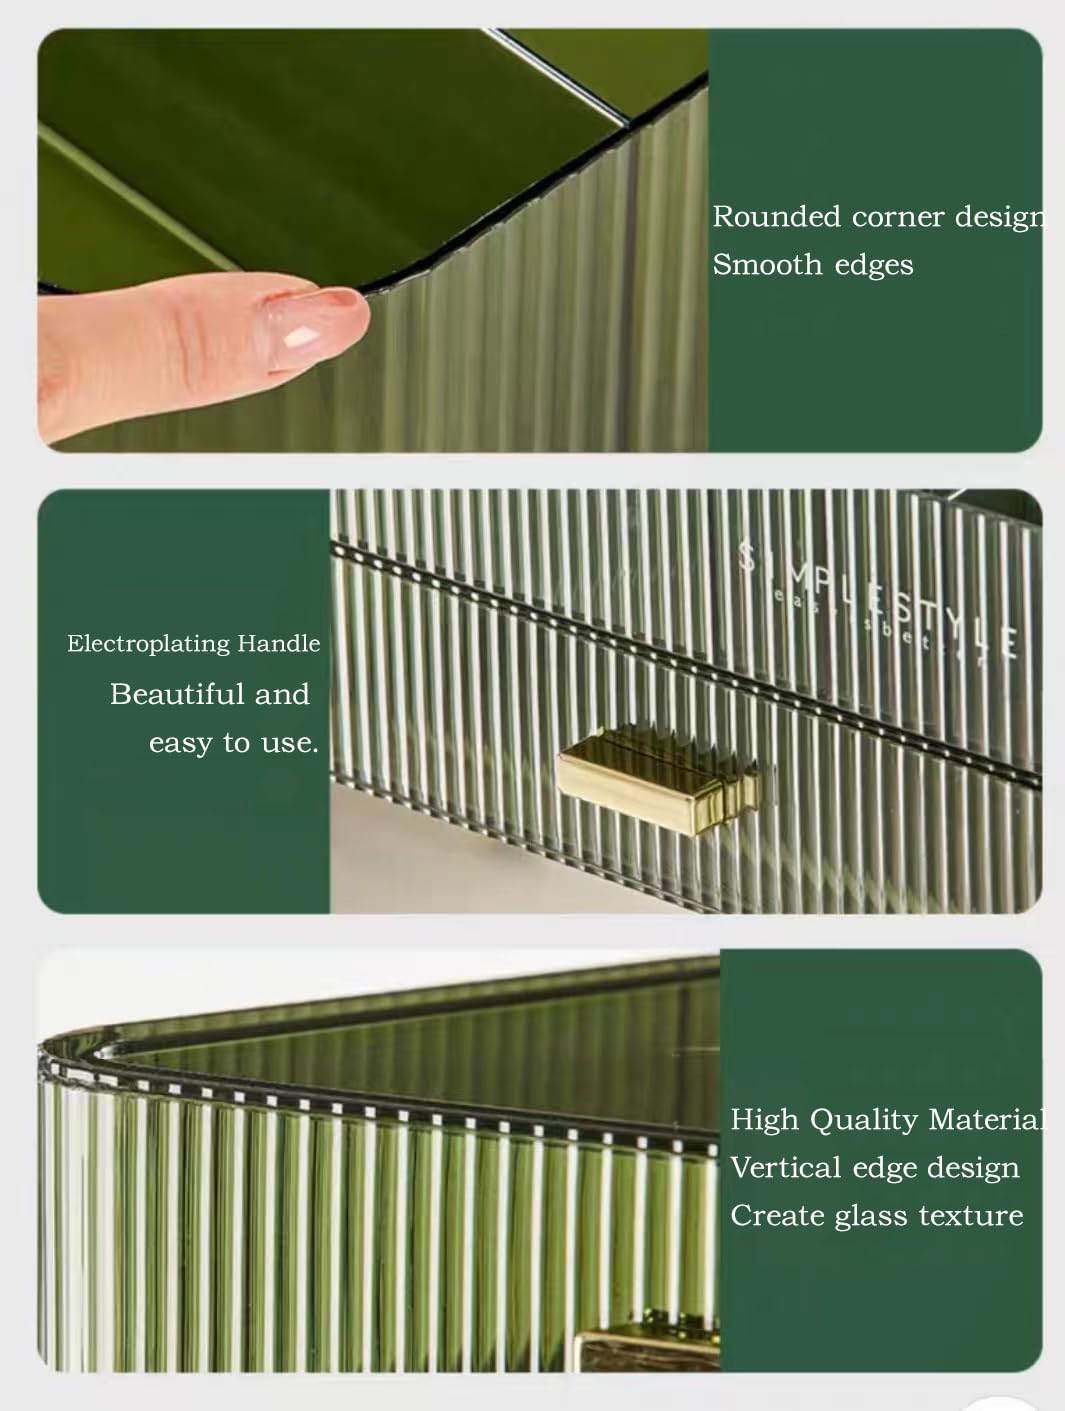 Rounded corner design
Smooth edges
Electroplating Handle
Beautiful and
easy to use.
SIMPLESTYLE
High Quality Material
Vertical edge design
Create glass texture